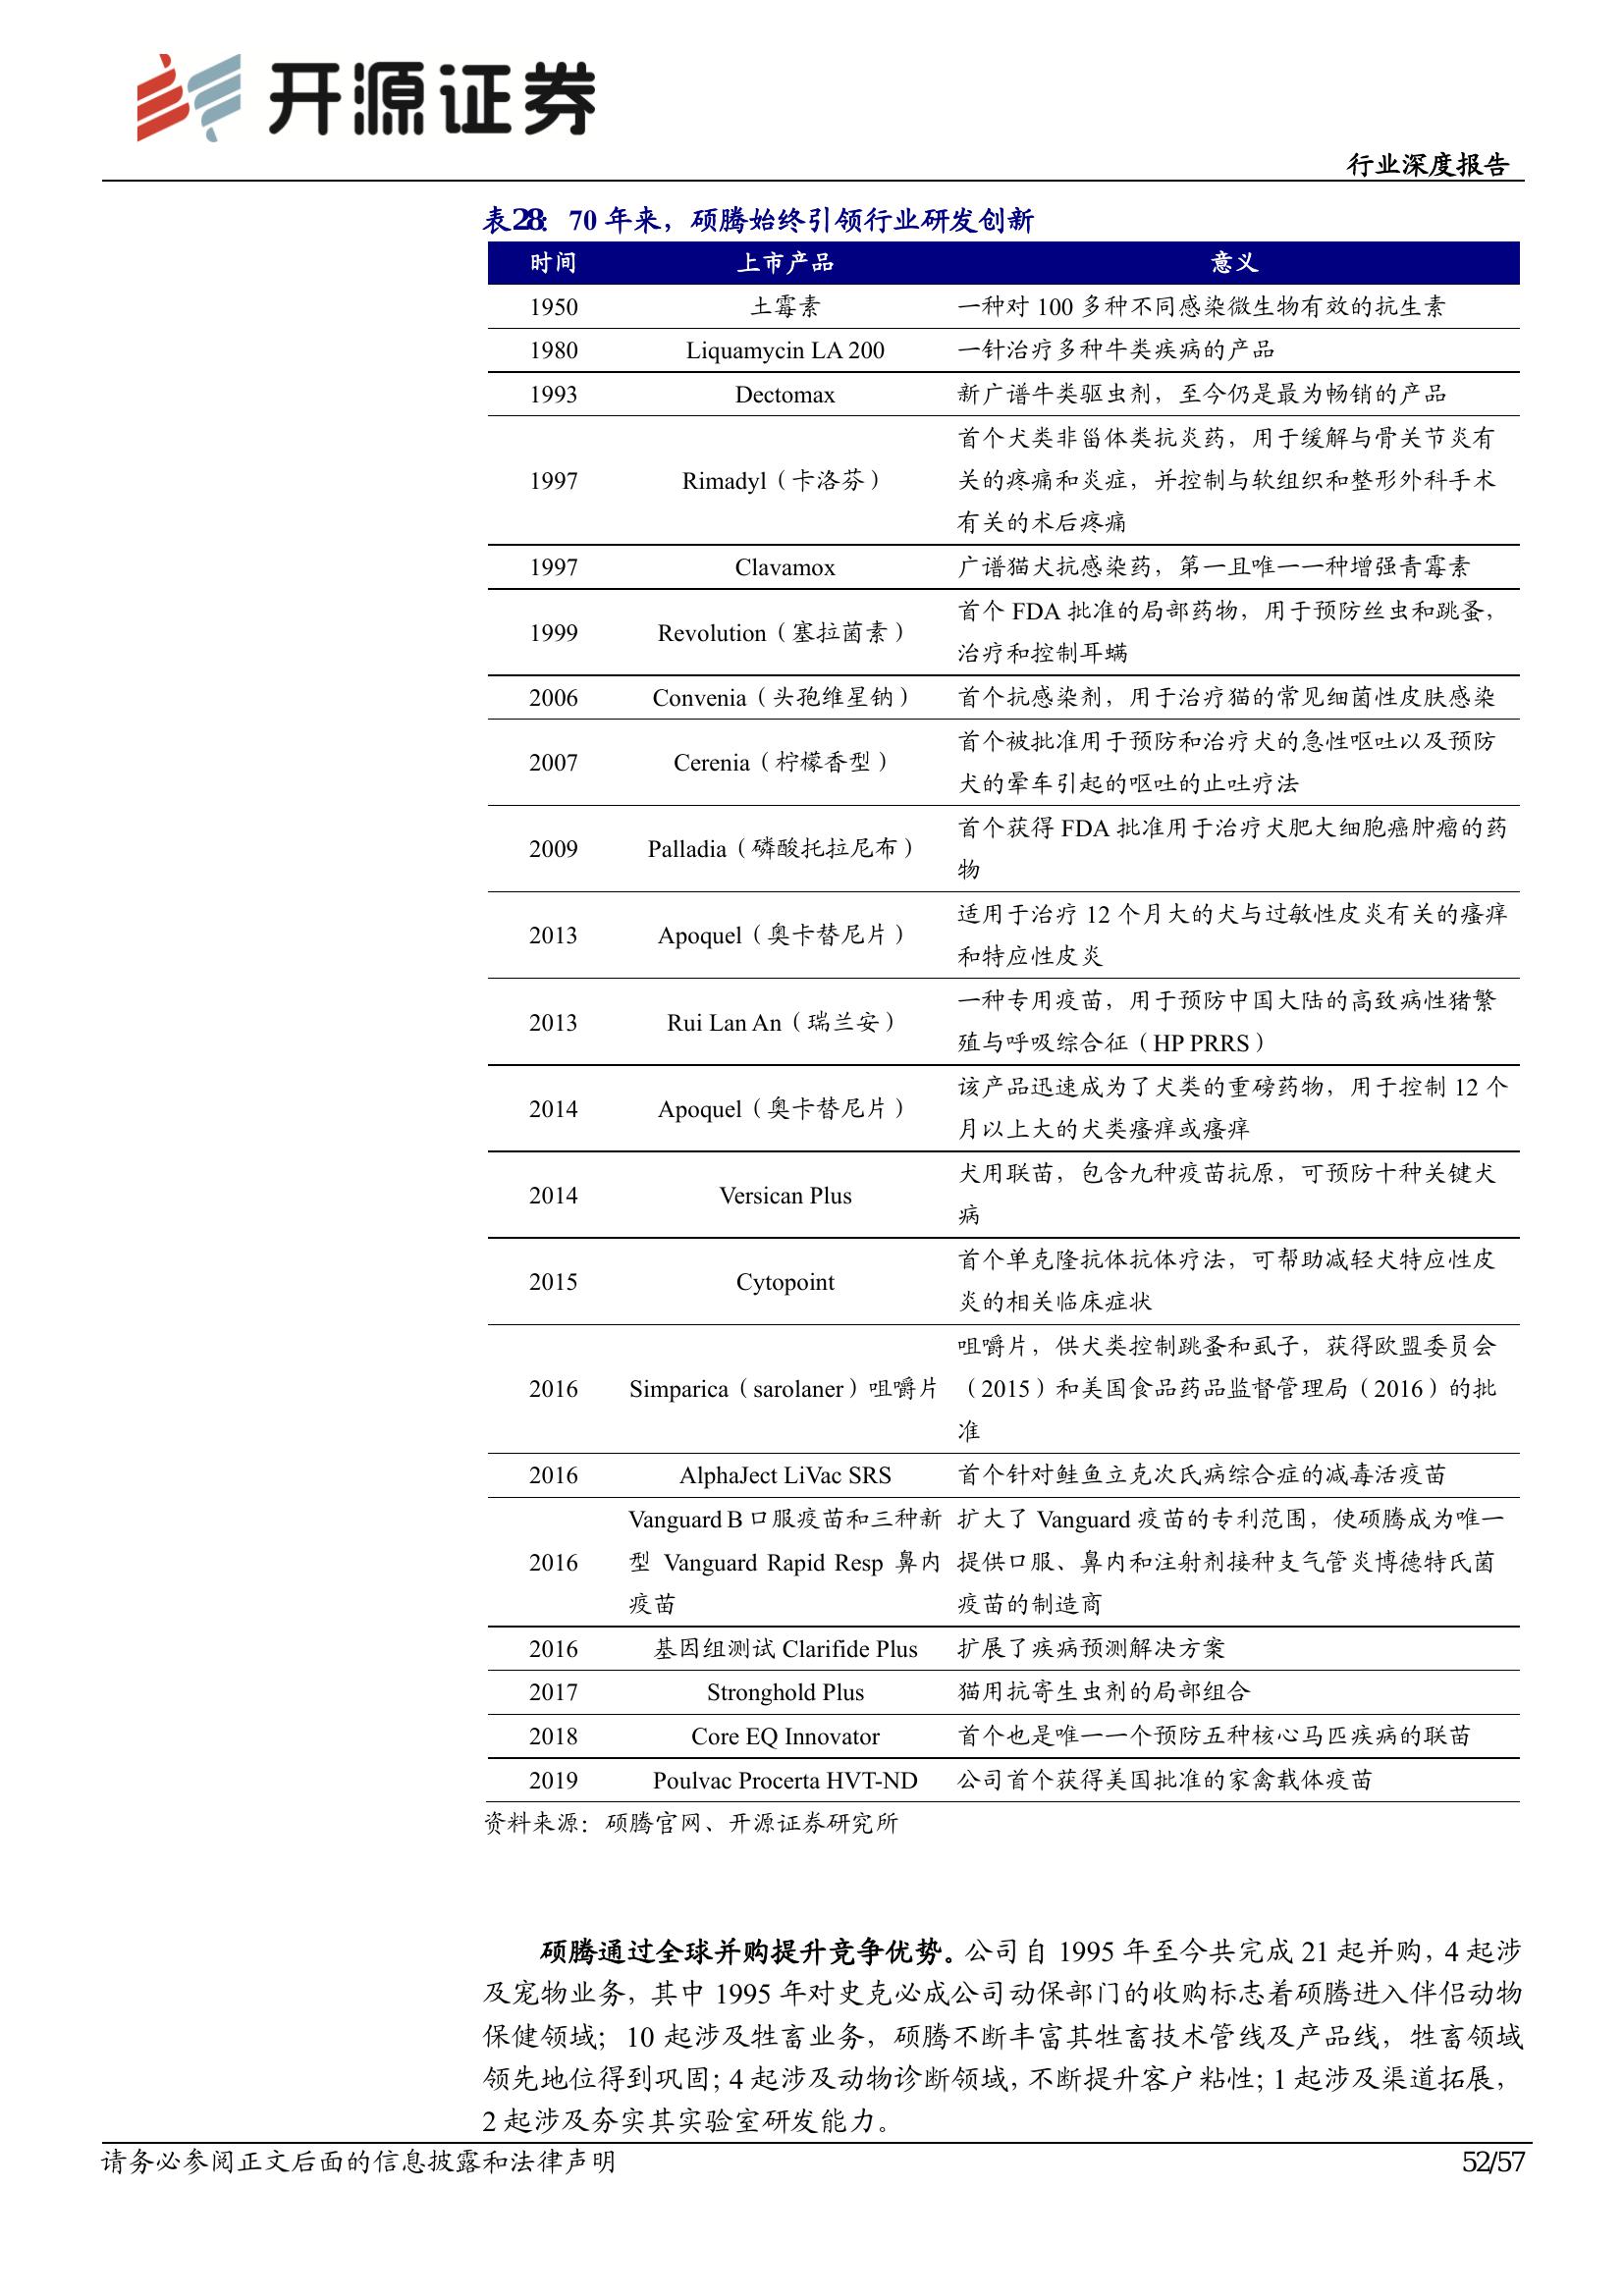 开源证券
行业深度报告
表28：70 年来，硕腾始终引领行业研发创新
时间 上市产品 意义
1950 土霉素 一种对 100 多种不同感染微生物有效的抗生素
1980 Liquamycin LA 200 一针治疗多种牛类疾病的产品
1993 Dectomax 新广谱牛类驱虫剂，至今仍是最为畅销的产品
首个犬类非甾体类抗炎药，用于缓解与骨关节炎有
1997 Rimadyl（卡洛芬） 关的疼痛和炎症，并控制与软组织和整形外科手术
有关的术后疼痛
1997 Clavamox 广谱猫犬抗感染药，第一且唯一一种增强青霉素
首个 FDA 批准的局部药物，用于预防丝虫和跳蚤，
1999 Revolution（塞拉菌素）
治疗和控制耳螨
2006 Convenia（头孢维星钠） 首个抗感染剂，用于治疗猫的常见细菌性皮肤感染
首个被批准用于预防和治疗犬的急性呕吐以及预防
2007 Cerenia（柠檬香型）
犬的晕车引起的呕吐的止吐疗法
首个获得 FDA 批准用于治疗犬肥大细胞癌肿瘤的药
2009 Palladia（磷酸托拉尼布）
物
适用于治疗 12 个月大的犬与过敏性皮炎有关的瘙痒
2013 Apoquel（奥卡替尼片）
和特应性皮炎
一种专用疫苗，用于预防中国大陆的高致病性猪繁
2013 Rui Lan An（瑞兰安）
殖与呼吸综合征（HP PRRS）
该产品迅速成为了犬类的重磅药物，用于控制 12 个
2014 Apoquel（奥卡替尼片）
月以上大的犬类瘙痒或瘙痒
犬用联苗，包含九种疫苗抗原，可预防十种关键犬
2014 Versican Plus
病
首个单克隆抗体抗体疗法，可帮助减轻犬特应性皮
2015 Cytopoint
炎的相关临床症状
咀嚼片，供犬类控制跳蚤和虱子，获得欧盟委员会
2016 Simparica（sarolaner）咀嚼片 （2015）和美国食品药品监督管理局（2016）的批
准
2016 AlphaJect LiVac SRS 首个针对鲑鱼立克次氏病综合症的减毒活疫苗
Vanguard B 口服疫苗和三种新 扩大了 Vanguard 疫苗的专利范围，使硕腾成为唯一
2016 型 Vanguard Rapid Resp 鼻内 提供口服、鼻内和注射剂接种支气管炎博德特氏菌
疫苗 疫苗的制造商
2016 基因组测试 Clarifide Plus 扩展了疾病预测解决方案
2017 Stronghold Plus 猫用抗寄生虫剂的局部组合
2018 Core EQ Innovator 首个也是唯一一个预防五种核心马匹疾病的联苗
2019 Poulvac Procerta HVT-ND 公司首个获得美国批准的家禽载体疫苗
资料来源：硕腾官网、开源证券研究所
硕腾通过全球并购提升竞争优势。公司自 1995 年至今共完成 21 起并购，4 起涉
及宠物业务，其中 1995 年对史克必成公司动保部门的收购标志着硕腾进入伴侣动物
保健领域；10 起涉及牲畜业务，硕腾不断丰富其牲畜技术管线及产品线，牲畜领域
领先地位得到巩固；4 起涉及动物诊断领域，不断提升客户粘性；1 起涉及渠道拓展，
2 起涉及夯实其实验室研发能力。
请务必参阅正文后面的信息披露和法律声明 52/57